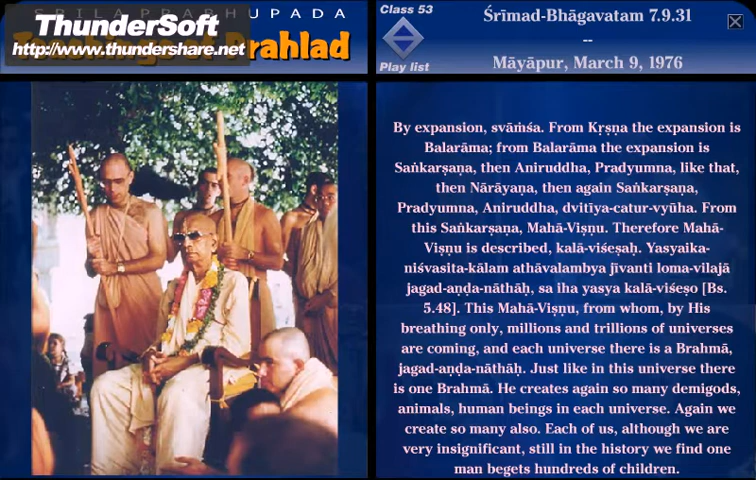 SRILA PRABHUPADA
ThunderSoft
http://www.thundershare.net
Prahlad
Class 53
Play list
Śrīmad-Bhāgavatam 7.9.31
--
Māyāpur, March 9, 1976
By expansion, svāṁśa. From Kṛṣṇa the expansion is
Balarāma; from Balarāma the expansion is
Saṅkarṣaṇa, then Aniruddha, Pradyumna, like that,
then Nārāyaṇa, then again Saṅkarṣaṇa,
Pradyumna, Aniruddha, dvitīya-catur-vyūha. From
this Saṅkarṣaṇa, Mahā-Viṣṇu. Therefore Mahā-
Viṣṇu is described, kalā-viśeṣaḥ. Yasyaika-
niśvasita-kālam athāvalambya jīvanti loma-vilajā
jagad-aṇḍa-nāthāḥ, sa iha yasya kalā-viśeṣo [Bs.
5.48]. This Mahā-Viṣṇu, from whom, by His
breathing only, millions and trillions of universes
are coming, and each universe there is a Brahmā,
jagad-aṇḍa-nāthāḥ. Just like in this universe there
is one Brahmā. He creates again so many demigods,
animals, human beings in each universe. Again we
create so many also. Each of us, although we are
very insignificant, still in the history we find one
man begets hundreds of children.